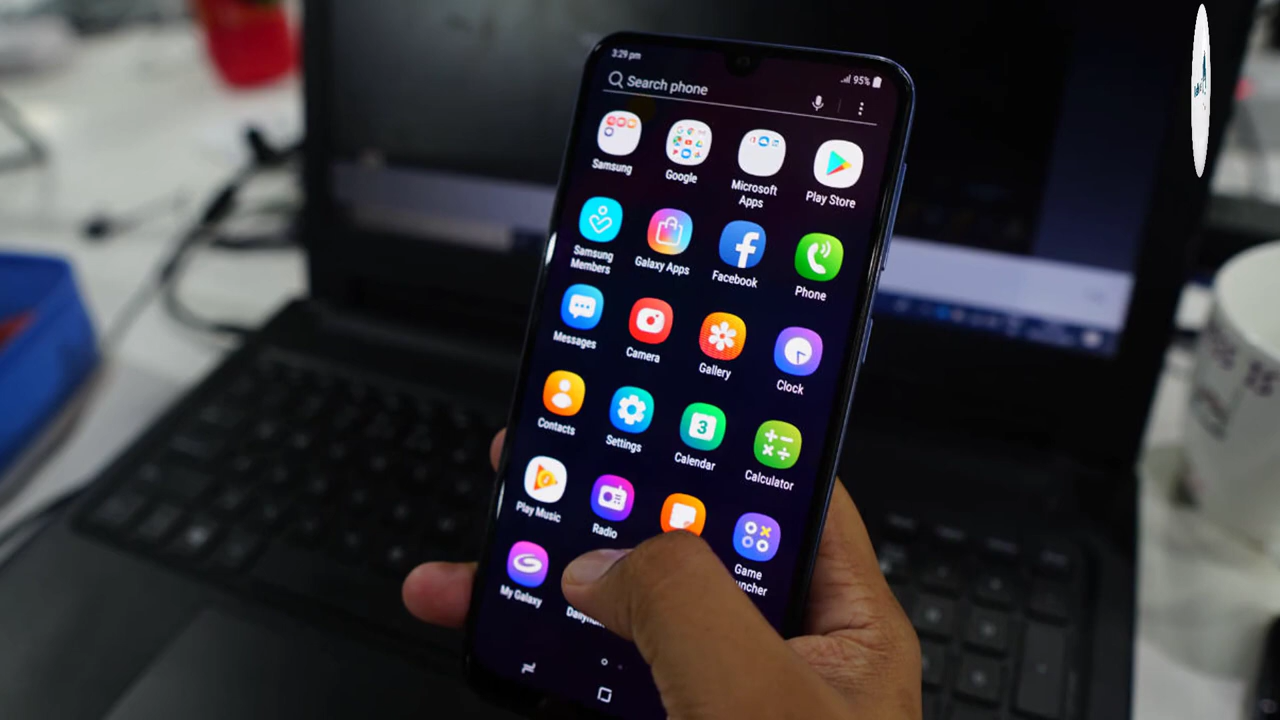 3:29 pm
95%
Search phone
Samsung
Google
Microsoft
Apps
Play Store
Samsung
Members
Galaxy Apps
Facebook
Phone
Messages
Camera
Gallery
Clock
Contacts
Settings
3
Calendar
Calculator
Play Music
Radio
Game
uncher
My Galaxy